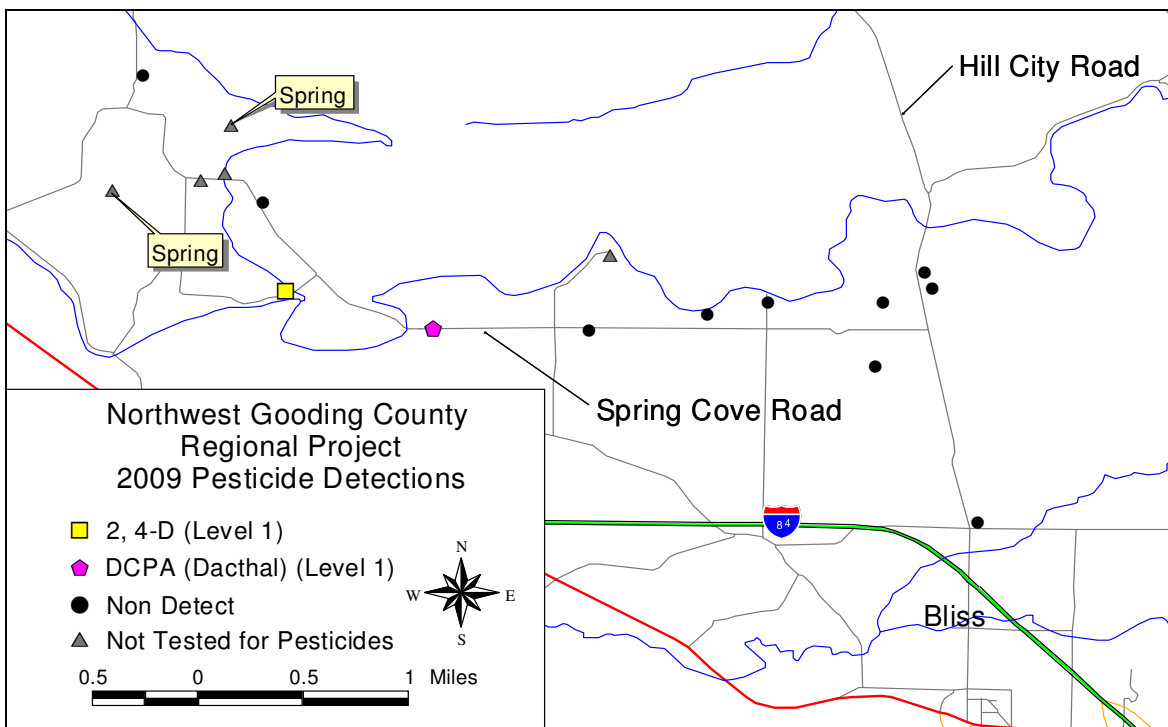 Hill City Road
Spring
Spring
Spring Cove Road
Northwest Gooding County
Regional Project
2009 Pesticide Detections
2, 4-D (Level 1)
DCPA (Dacthal) (Level 1)
Non Detect
Not Tested for Pesticides
N
W E
S
0.5 0 0.5 1 Miles
84
Bliss